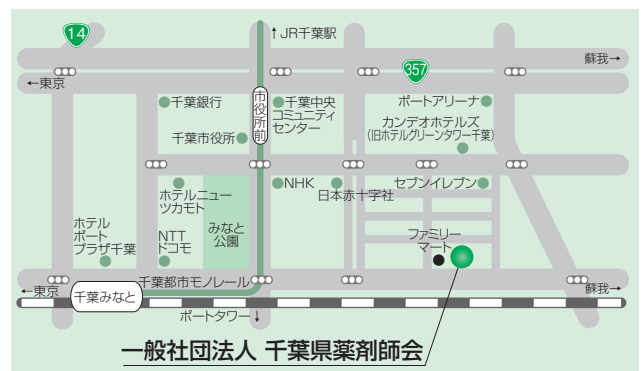 14
↑JR千葉駅
蘇我→
←東京
357
千葉銀行
市役所前
千葉中央
コミュニティ
センター
ポートアリーナ
カンデオホテルズ
(旧ホテルグリーンタワー千葉)
千葉市役所
NHK
日本赤十字社
セブンイレブン
ホテルニュー
ツカモト
みなと
公園
ホテル
ポート
プラザ千葉
NTT
ドコモ
ファミリー
マート
千葉都市モノレール
←東京
千葉みなと
蘇我→
ポートタワー↓
一般社団法人 千葉県薬剤師会